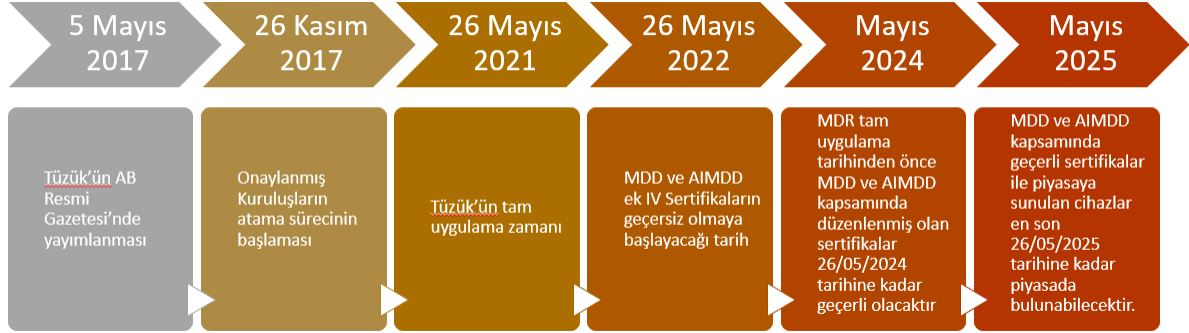 5 Mayıs
2017
26 Kasım
2017
26 Mayıs
2021
26 Mayıs
2022
Mayıs
2024
Mayıs
2025
Tüzük’ün AB
Resmi
Gazetesi’nde
yayımlanması
Onaylanmış
Kuruluşların
atama sürecinin
başlaması
Tüzük’ün tam
uygulama zamanı
MDD ve AIMDD
ek IV Sertifikaların
geçersiz olmaya
başlayacağı tarih
MDR tam
uygulama
tarihinden önce
MDD ve AIMDD
kapsamında
düzenlenmiş olan
sertifikalar
26/05/2024
tarihine kadar
geçerli olacaktır
MDD ve AIMDD
kapsamında
geçerli sertifikalar
ile piyasaya
sunulan cihazlar
en son
26/05/2025
tarihine kadar
piyasada
bulunabilecektir.